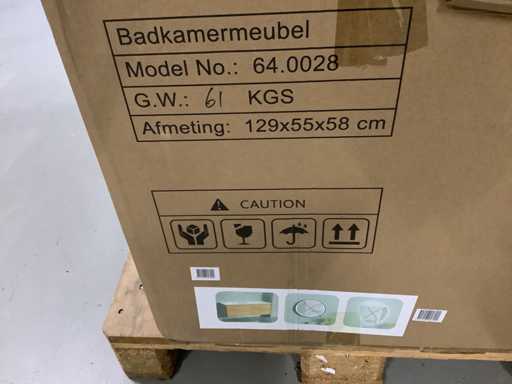 Badkamermeubel
Model No.: 64.0028
G.W.: 61 KGS
Afmeting: 129x55x58 cm
CAUTION